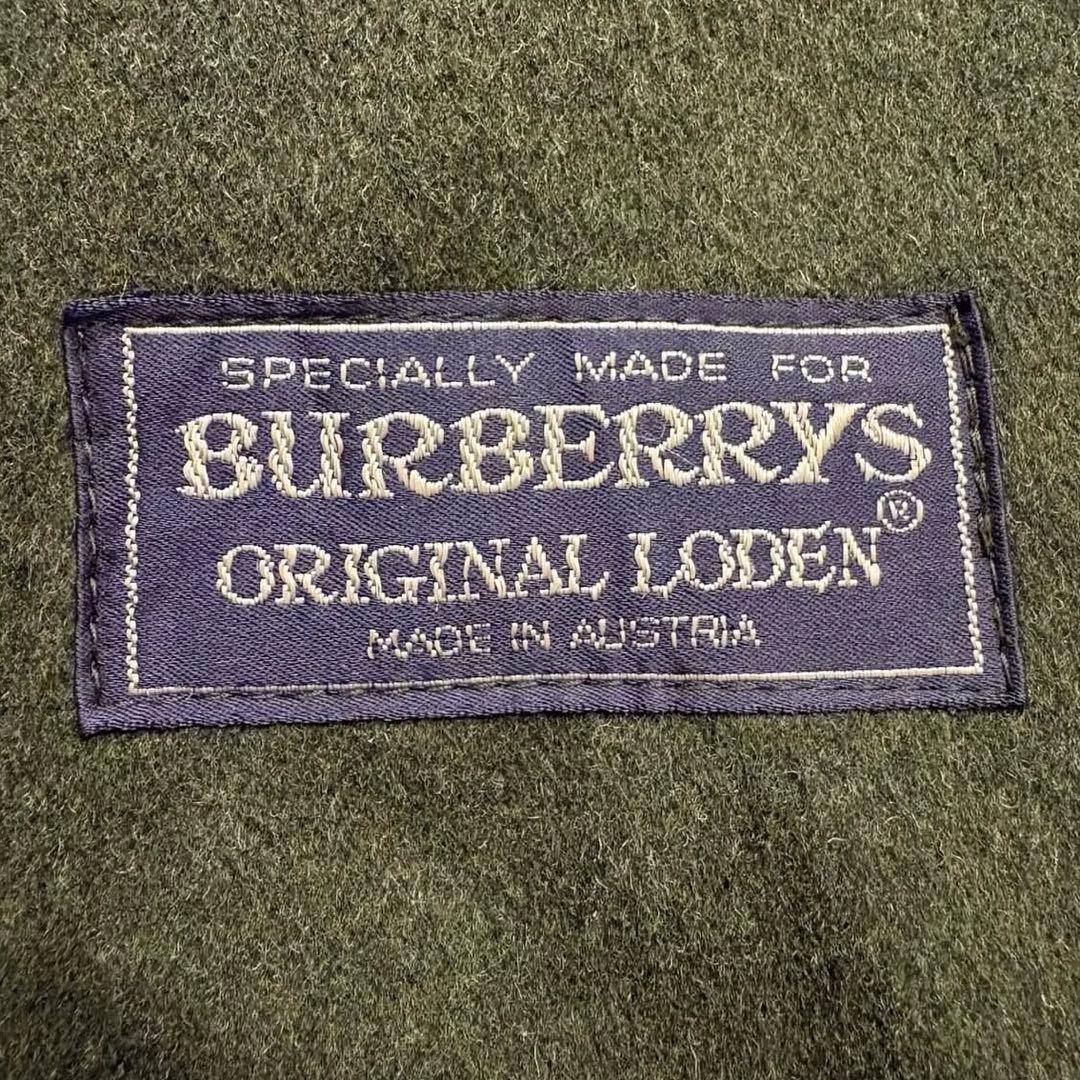 SPECIALLY MADE FOR
BURBERRYS®
ORIGINAL LODEN
MADE IN AUSTRIA